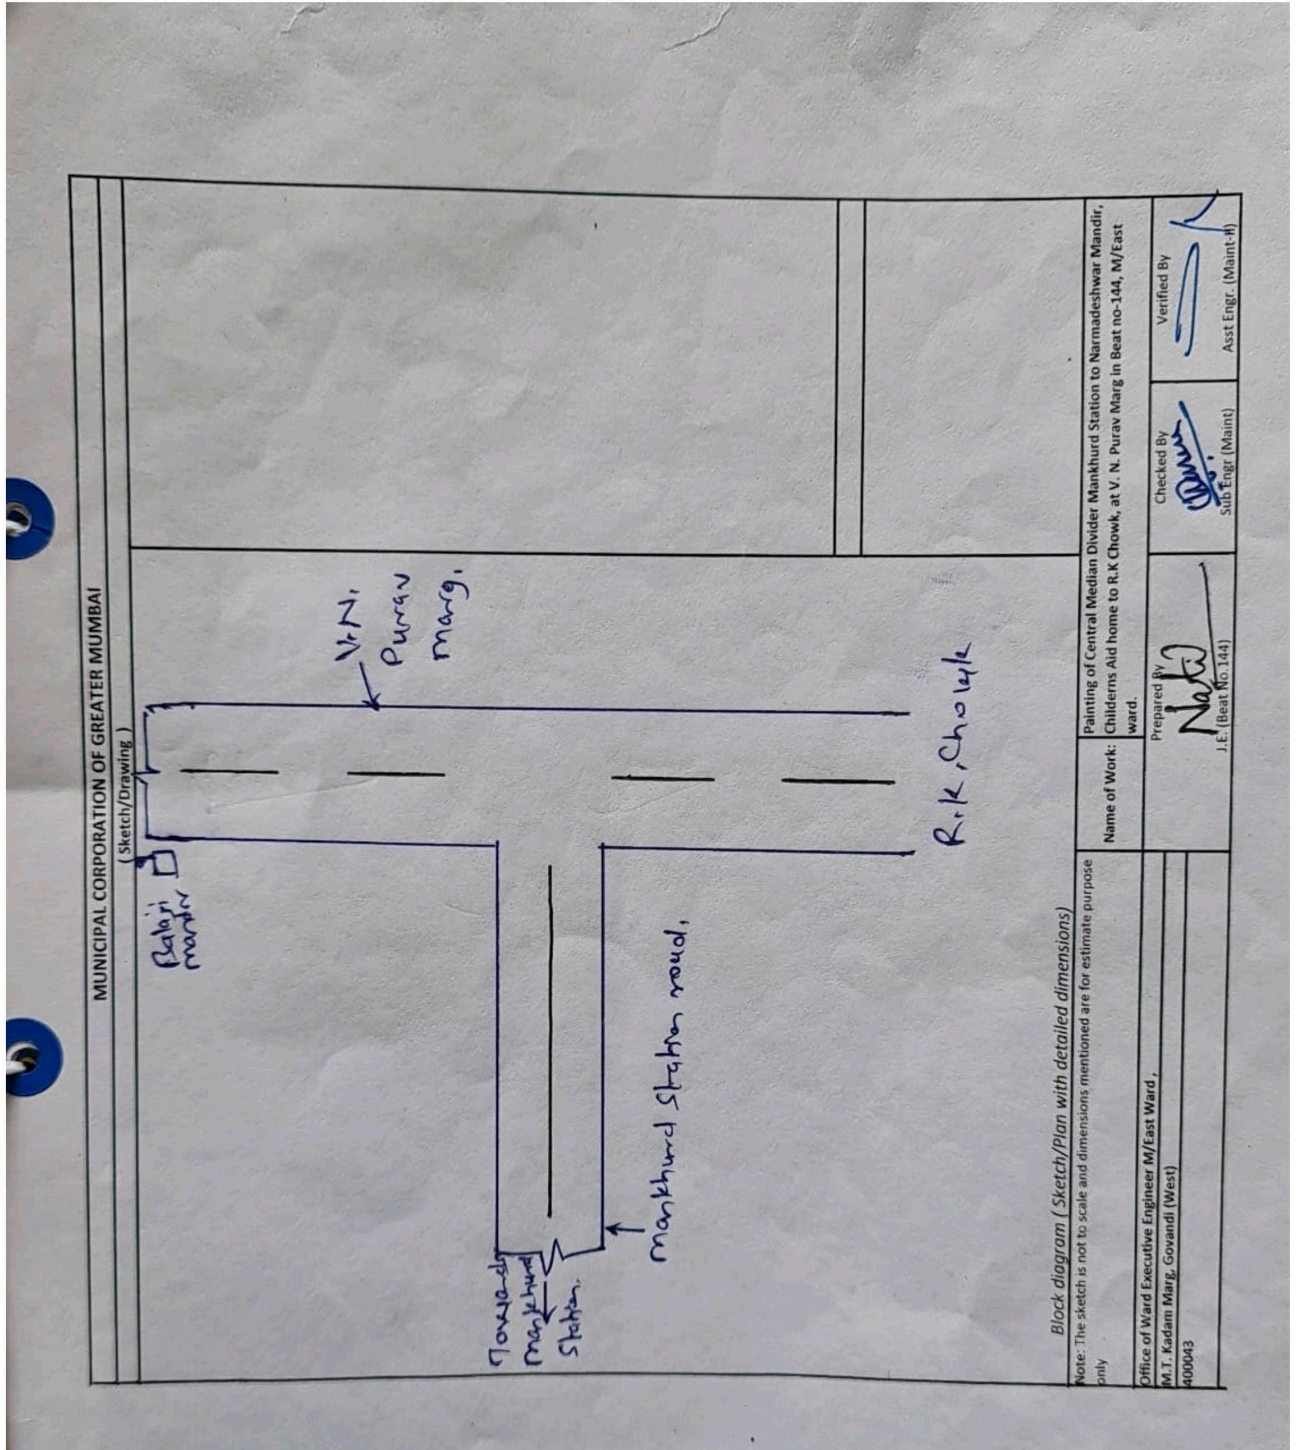 MUNICIPAL CORPORATION OF GREATER MUMBAI
( Sketch/Drawing )
Balaji
mandir
V.N.
Purav
marg.
Towards
mankhurd
Station.
mankhurd Station road.
R.K. Chowk
Block diagram ( Sketch/Plan with detailed dimensions)
Note: The sketch is not to scale and dimensions mentioned are for estimate purpose
only
Name of Work:
Painting of Central Median Divider Mankhurd Station to Narmadeshwar Mandir,
Childerns Aid home to R.K Chowk, at V. N. Purav Marg in Beat no-144, M/East
ward.
Office of Ward Executive Engineer M/East Ward ,
M.T. Kadam Marg, Govandi (West)
400043
Prepared By
J.E. (Beat No.144)
Checked By
Sub Engr (Maint)
Verified By
Asst Engr. (Maint-II)